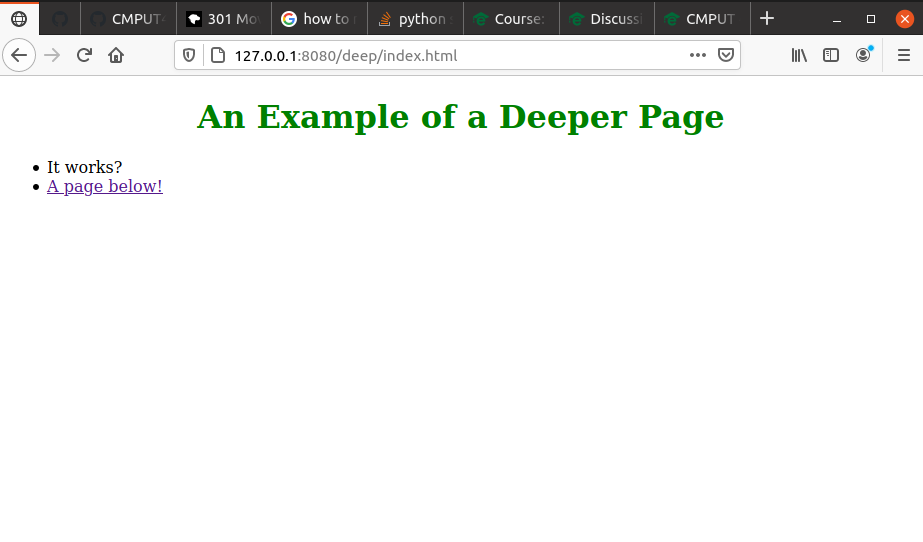 CMPUT
301 Mov
how to
python
Course:
Discussi
CMPUT
127.0.0.1:8080/deep/index.html
An Example of a Deeper Page
It works?
A page below!